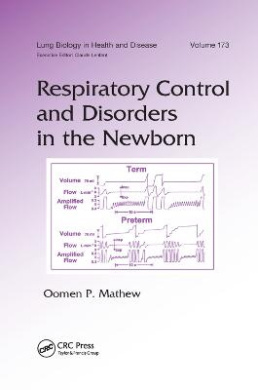 Lung Biology in Health and Disease Volume 173
Executive Editor: Claude Lenfant
Respiratory Control
and Disorders
in the Newborn
Term
Volume
Flow
Amplified
Flow
Preterm
Volume
Flow
Amplified
Flow
Oomen P. Mathew
CRC Press
Taylor & Francis Group